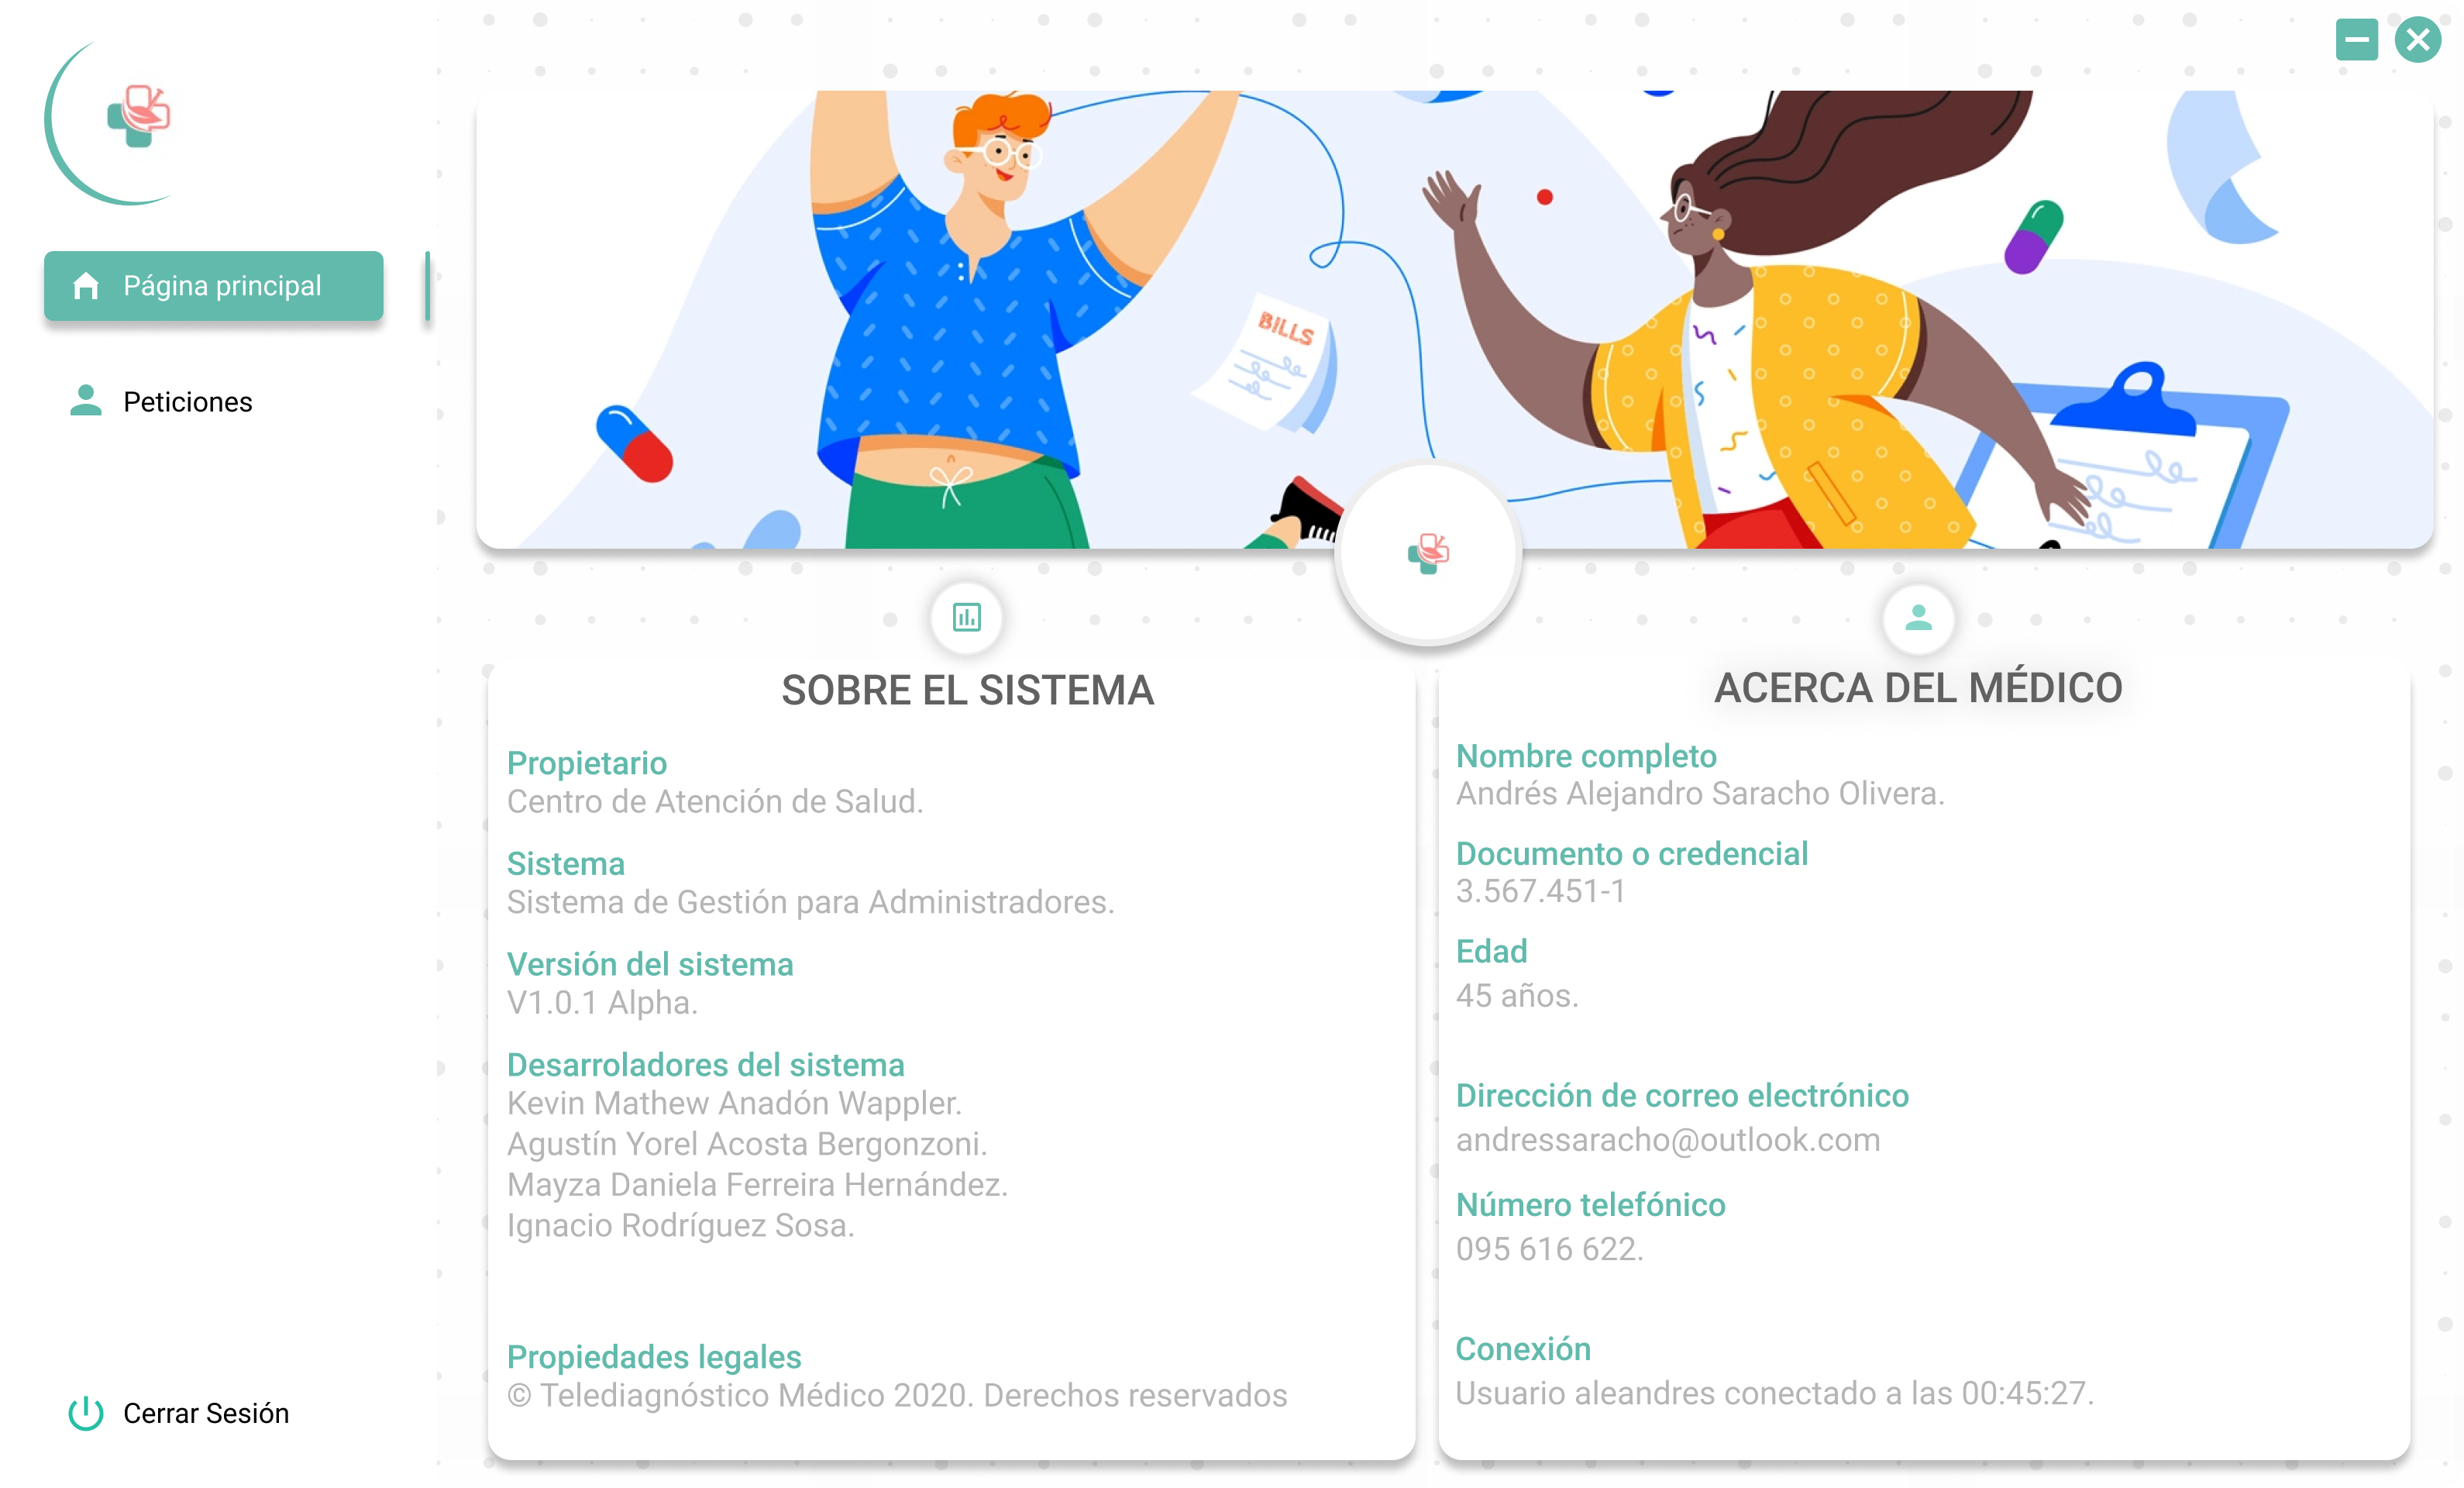 Página principal
Peticiones
Cerrar Sesión
BILLS
SOBRE EL SISTEMA
Propietario
Centro de Atención de Salud.
Sistema
Sistema de Gestión para Administradores.
Versión del sistema
V1.0.1 Alpha.
Desarroladores del sistema
Kevin Mathew Anadón Wappler.
Agustín Yorel Acosta Bergonzoni.
Mayza Daniela Ferreira Hernández.
Ignacio Rodríguez Sosa.
Propiedades legales
© Telediagnóstico Médico 2020. Derechos reservados
ACERCA DEL MÉDICO
Nombre completo
Andrés Alejandro Saracho Olivera.
Documento o credencial
3.567.451-1
Edad
45 años.
Dirección de correo electrónico
andressaracho@outlook.com
Número telefónico
095 616 622.
Conexión
Usuario aleandres conectado a las 00:45:27.